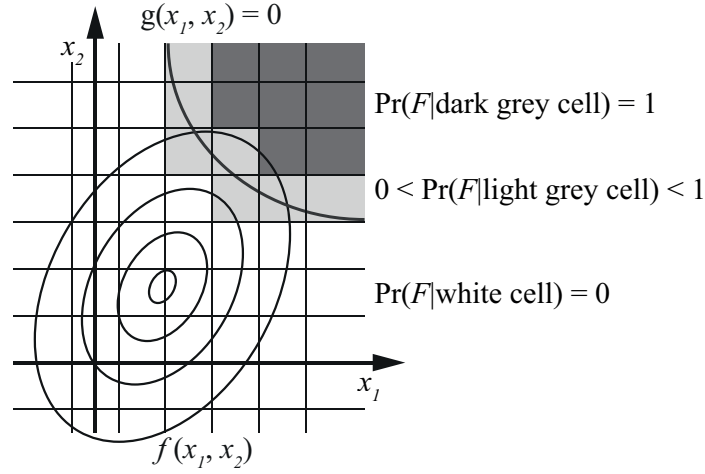 g(x₁, x₂) = 0
x₂
Pr(F|dark grey cell) = 1
0 < Pr(F|light grey cell) < 1
Pr(F|white cell) = 0
x₁
f(x₁, x₂)